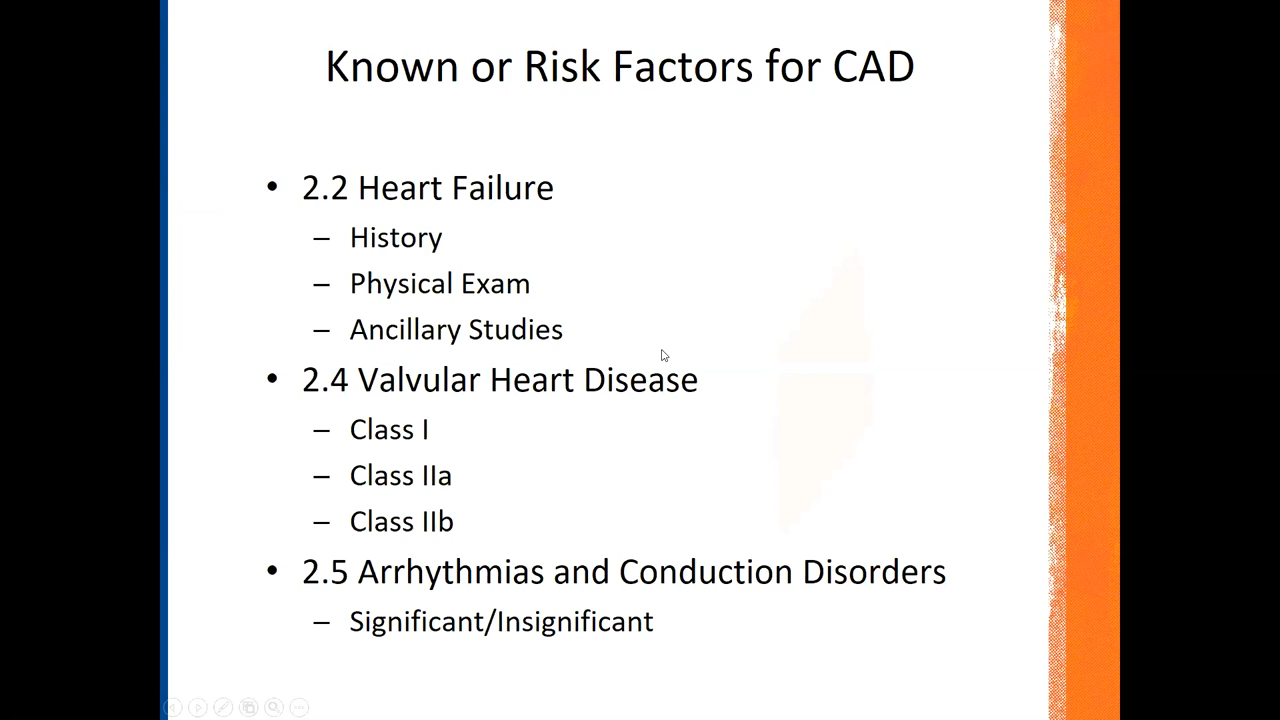 Known or Risk Factors for CAD
• 2.2 Heart Failure
– History
– Physical Exam
– Ancillary Studies
• 2.4 Valvular Heart Disease
– Class I
– Class IIa
– Class IIb
• 2.5 Arrhythmias and Conduction Disorders
– Significant/Insignificant